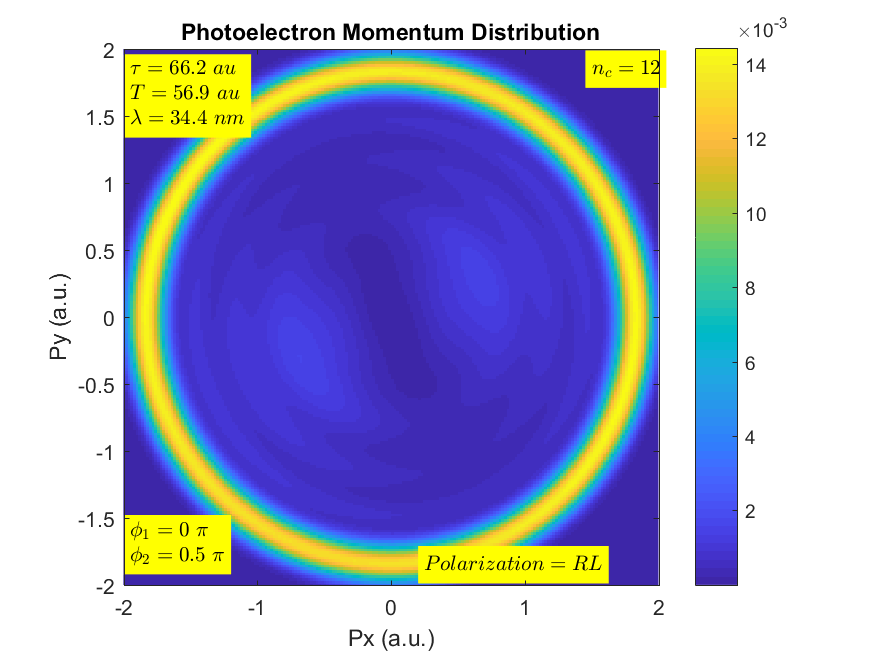 Photoelectron Momentum Distribution
×10⁻³
τ = 66.2 au
T = 56.9 au
λ = 34.4 nm
n_c = 12
2
1.5
1
0.5
0
-0.5
-1
-1.5
-2
Py (a.u.)
ϕ₁ = 0 π
ϕ₂ = 0.5 π
Polarization = RL
-2
-1
0
1
2
Px (a.u.)
14
12
10
8
6
4
2